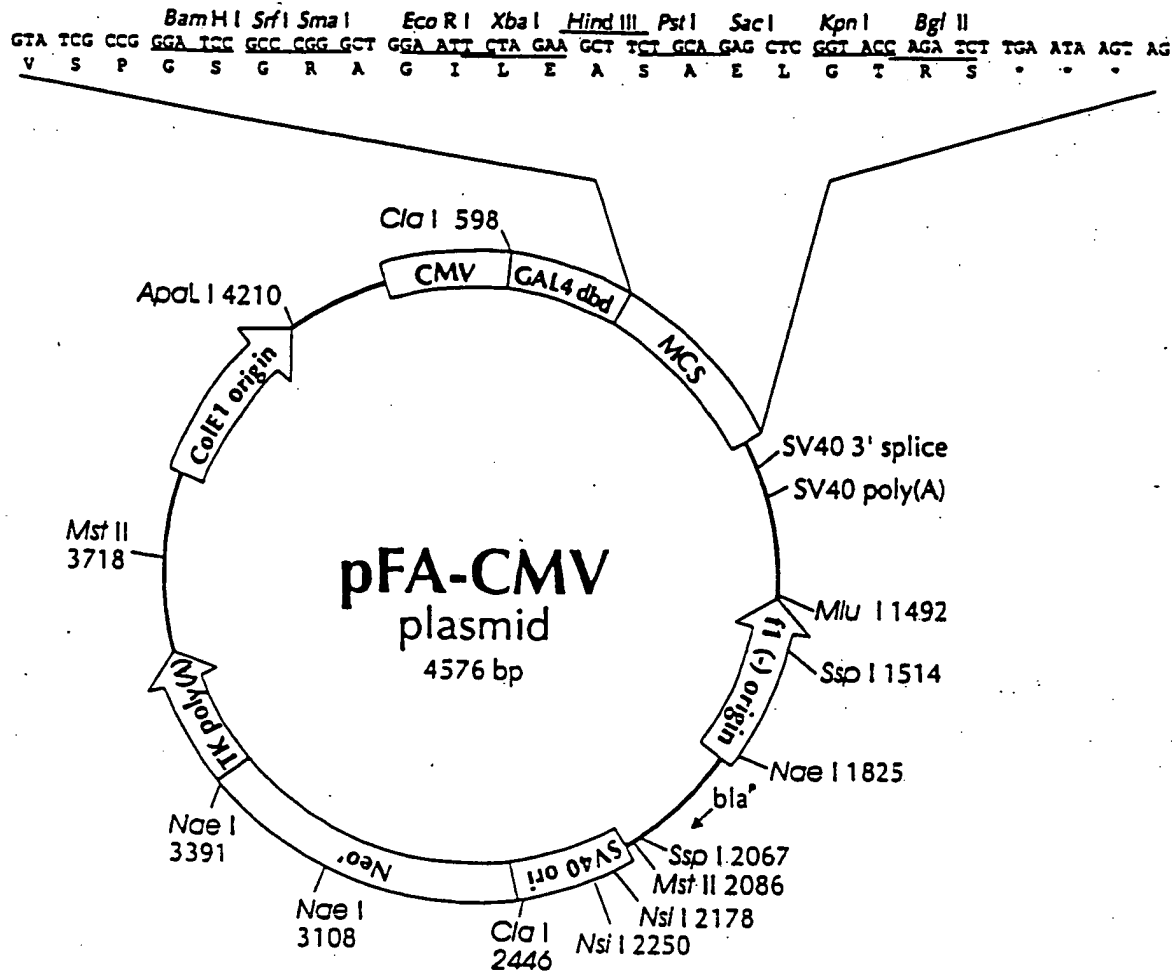 Bam H I Srf I Sma I Eco R I Xba I Hind III Pst I Sac I Kpn I Bgl II
GTA TCG CCG GGA TCC GCC CGG GCT GGA ATT CTA GAA GCT TCT GCA GAG CTC GGT ACC AGA TCT TGA ATA AGT AG
V S P G S G R A G I L E A S A E L G T R S * * *
Cla I 598
CMV
GAL4 dbd
ApaL I 4210
MCS
ColE1 origin
SV40 3' splice
SV40 poly(A)
Mst II
3718
pFA-CMV
plasmid
4576 bp
Mlu I 1492
f1 (-) origin
Ssp I 1514
TK poly(A)
Nae I 1825
blaᴾ
Nae I
3391
Neoʳ
SV40 ori
Ssp I 2067
Mst II 2086
Nsi I 2178
Nsi I 2250
Nae I
3108
Cla I
2446